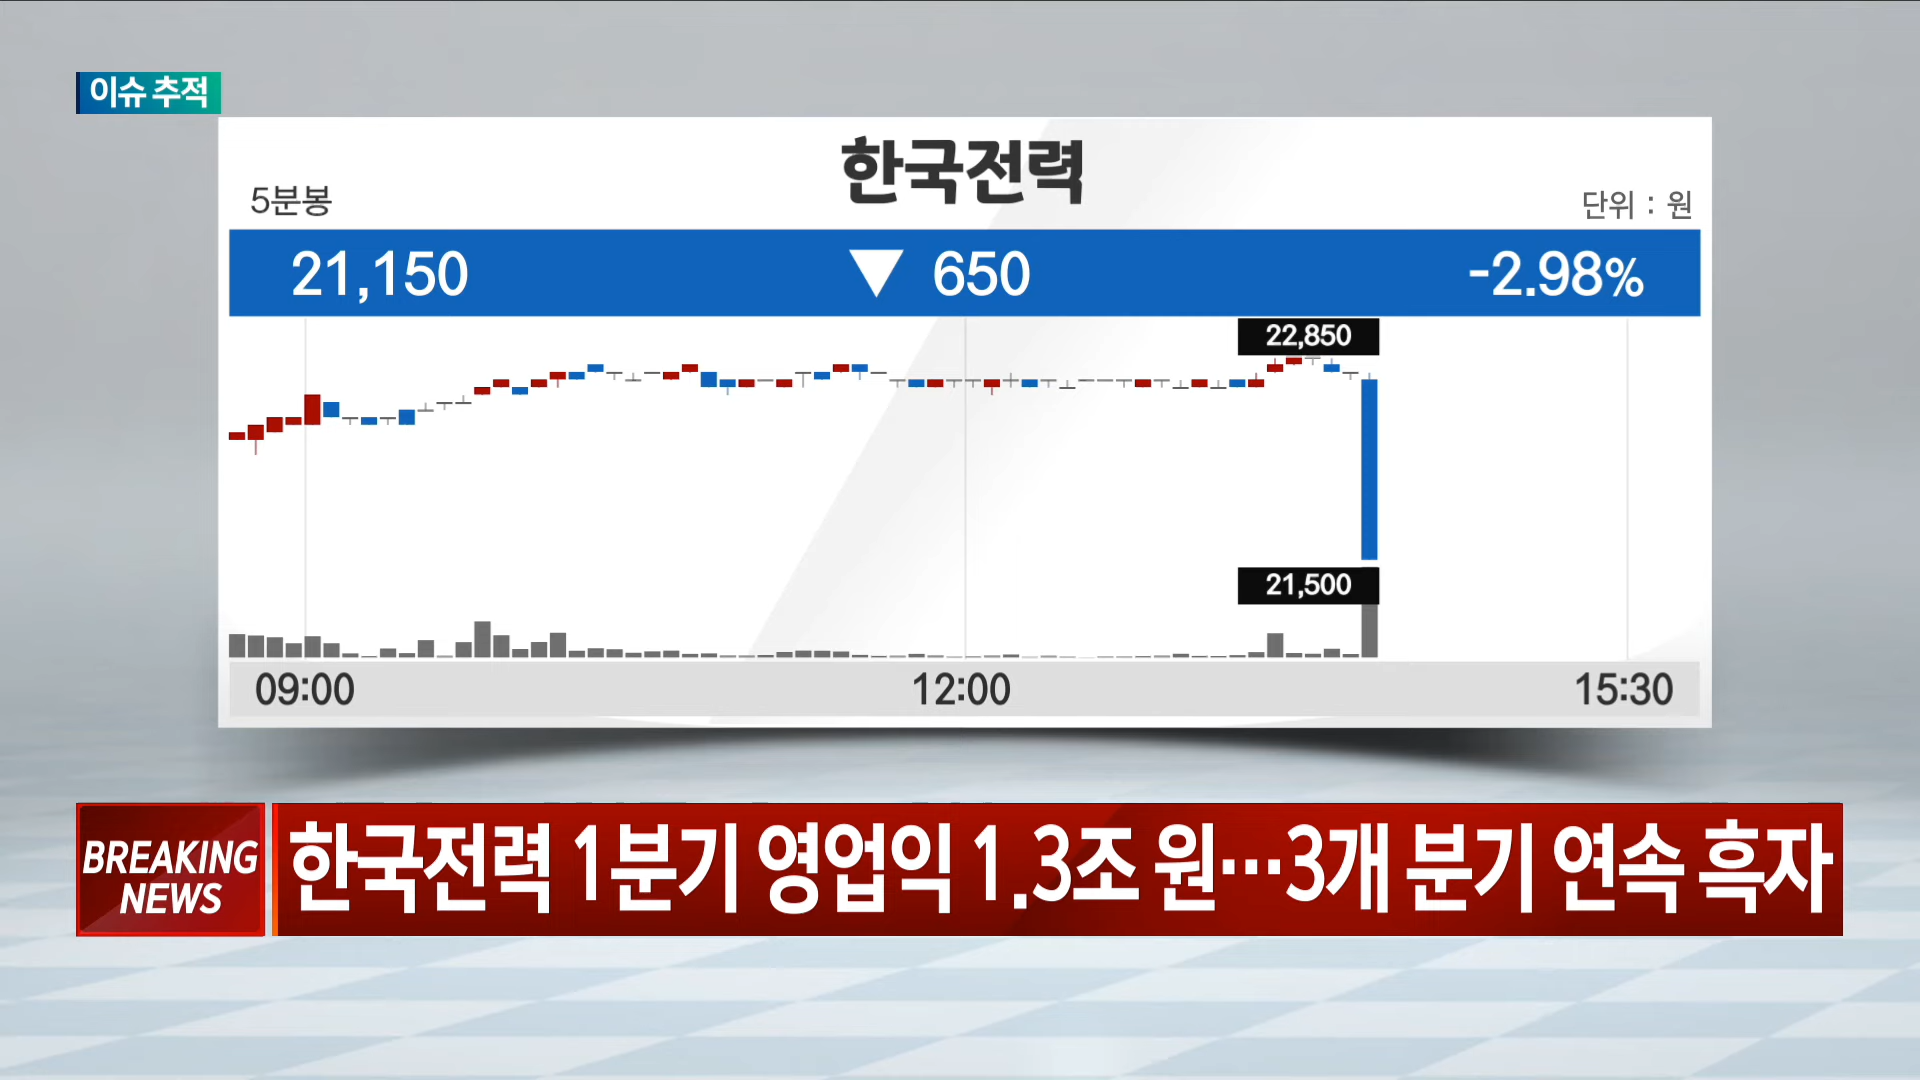 이슈 추적
한국전력
5분봉
단위 : 원
21,150 ▼ 650 -2.98%
22,850
21,500
09:00 12:00 15:30
BREAKING NEWS
한국전력 1분기 영업익 1.3조 원…3개 분기 연속 흑자